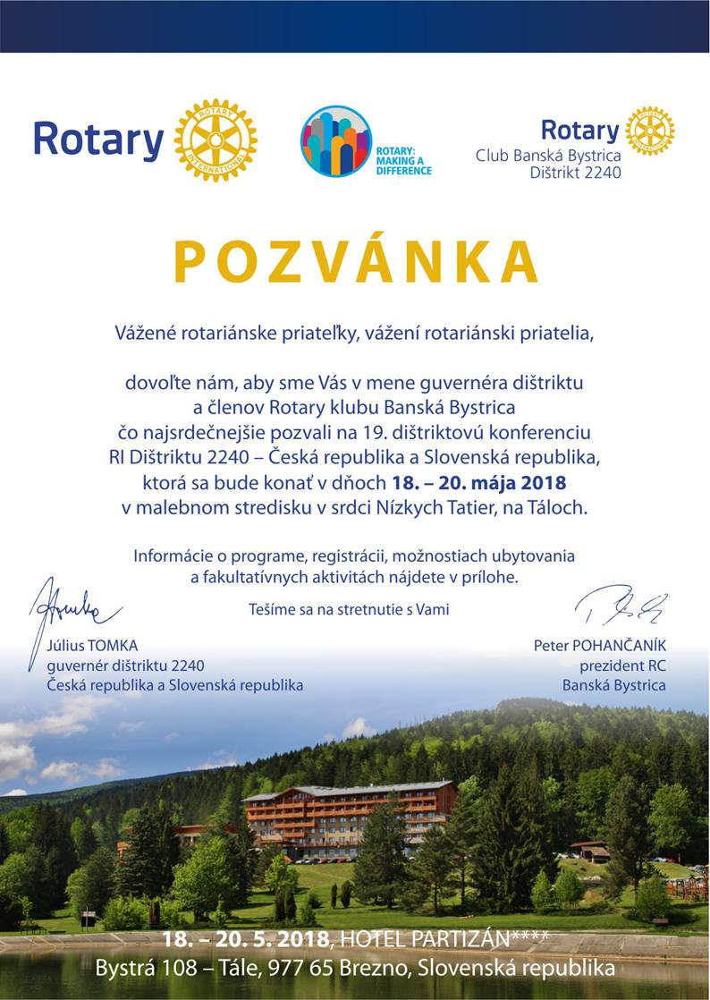 Rotary
ROTARY
INTERNATIONAL
ROTARY:
MAKING A
DIFFERENCE
Rotary
Club Banská Bystrica
Dištrikt 2240
ROTARY
INTERNATIONAL
POZVÁNKA
Vážené rotariánske priateľky, vážení rotariánski priatelia,
dovoľte nám, aby sme Vás v mene guvernéra dištriktu
a členov Rotary klubu Banská Bystrica
čo najsrdečnejšie pozvali na 19. dištriktovú konferenciu
RI Dištriktu 2240 – Česká republika a Slovenská republika,
ktorá sa bude konať v dňoch 18. – 20. mája 2018
v malebnom stredisku v srdci Nízkych Tatier, na Táloch.
Informácie o programe, registrácii, možnostiach ubytovania
a fakultatívnych aktivitách nájdete v prílohe.
Tešíme sa na stretnutie s Vami
Július TOMKA
guvernér dištriktu 2240
Česká republika a Slovenská republika
Peter POHANČANÍK
prezident RC
Banská Bystrica
18. – 20. 5. 2018, HOTEL PARTIZÁN****
Bystrá 108 – Tále, 977 65 Brezno, Slovenská republika